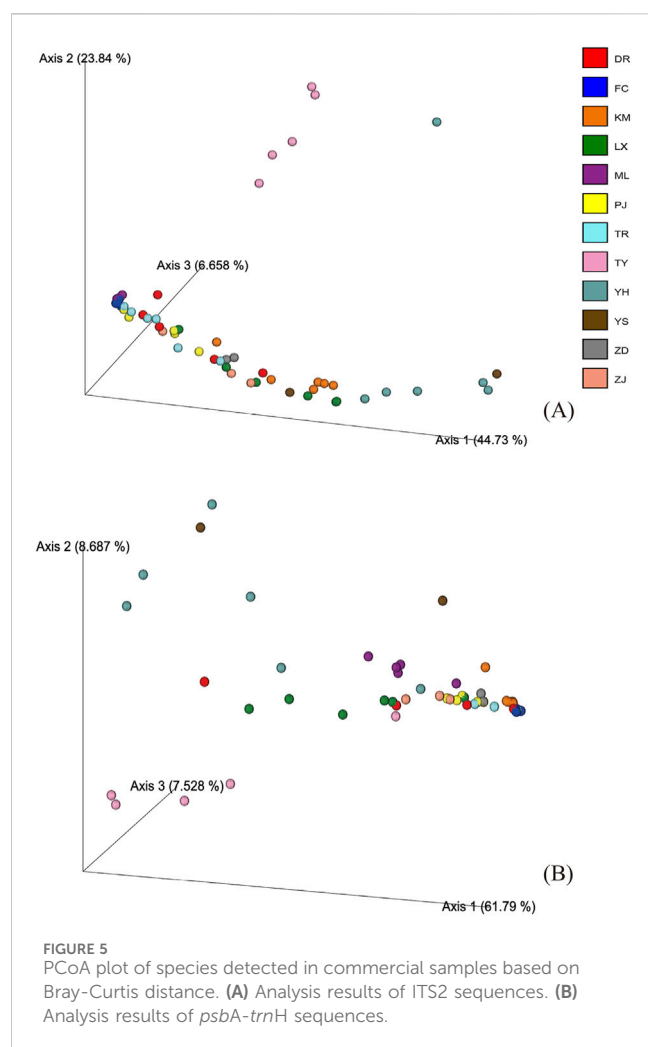 Axis 2 (23.84 %)
Axis 3 (6.658 %)
Axis 1 (44.73 %)
(A)
DR
FC
KM
LX
ML
PJ
TR
TY
YH
YS
ZD
ZJ
Axis 2 (8.687 %)
Axis 3 (7.528 %)
Axis 1 (61.79 %)
(B)
FIGURE 5
PCoA plot of species detected in commercial samples based on
Bray-Curtis distance. (A) Analysis results of ITS2 sequences. (B)
Analysis results of psbA-trnH sequences.